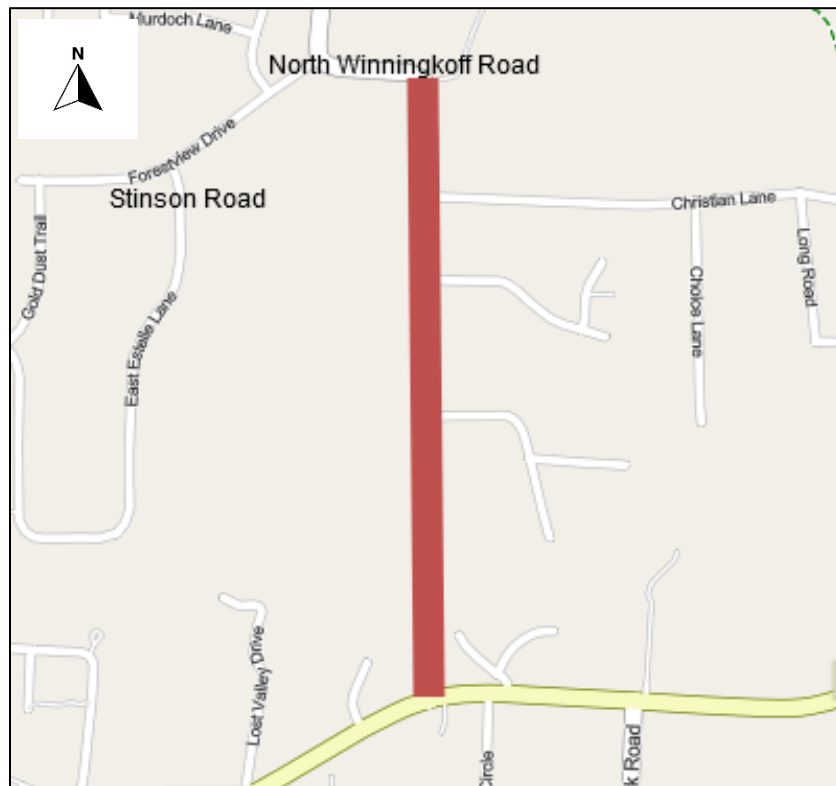 Murdoch Lane
N
North Winningkoff Road
Forestview Drive
Stinson Road
Christian Lane
Gold Dust Trail
Long Road
East Estelle Lane
Choice Lane
Lost Valley Drive
Circle
k Road